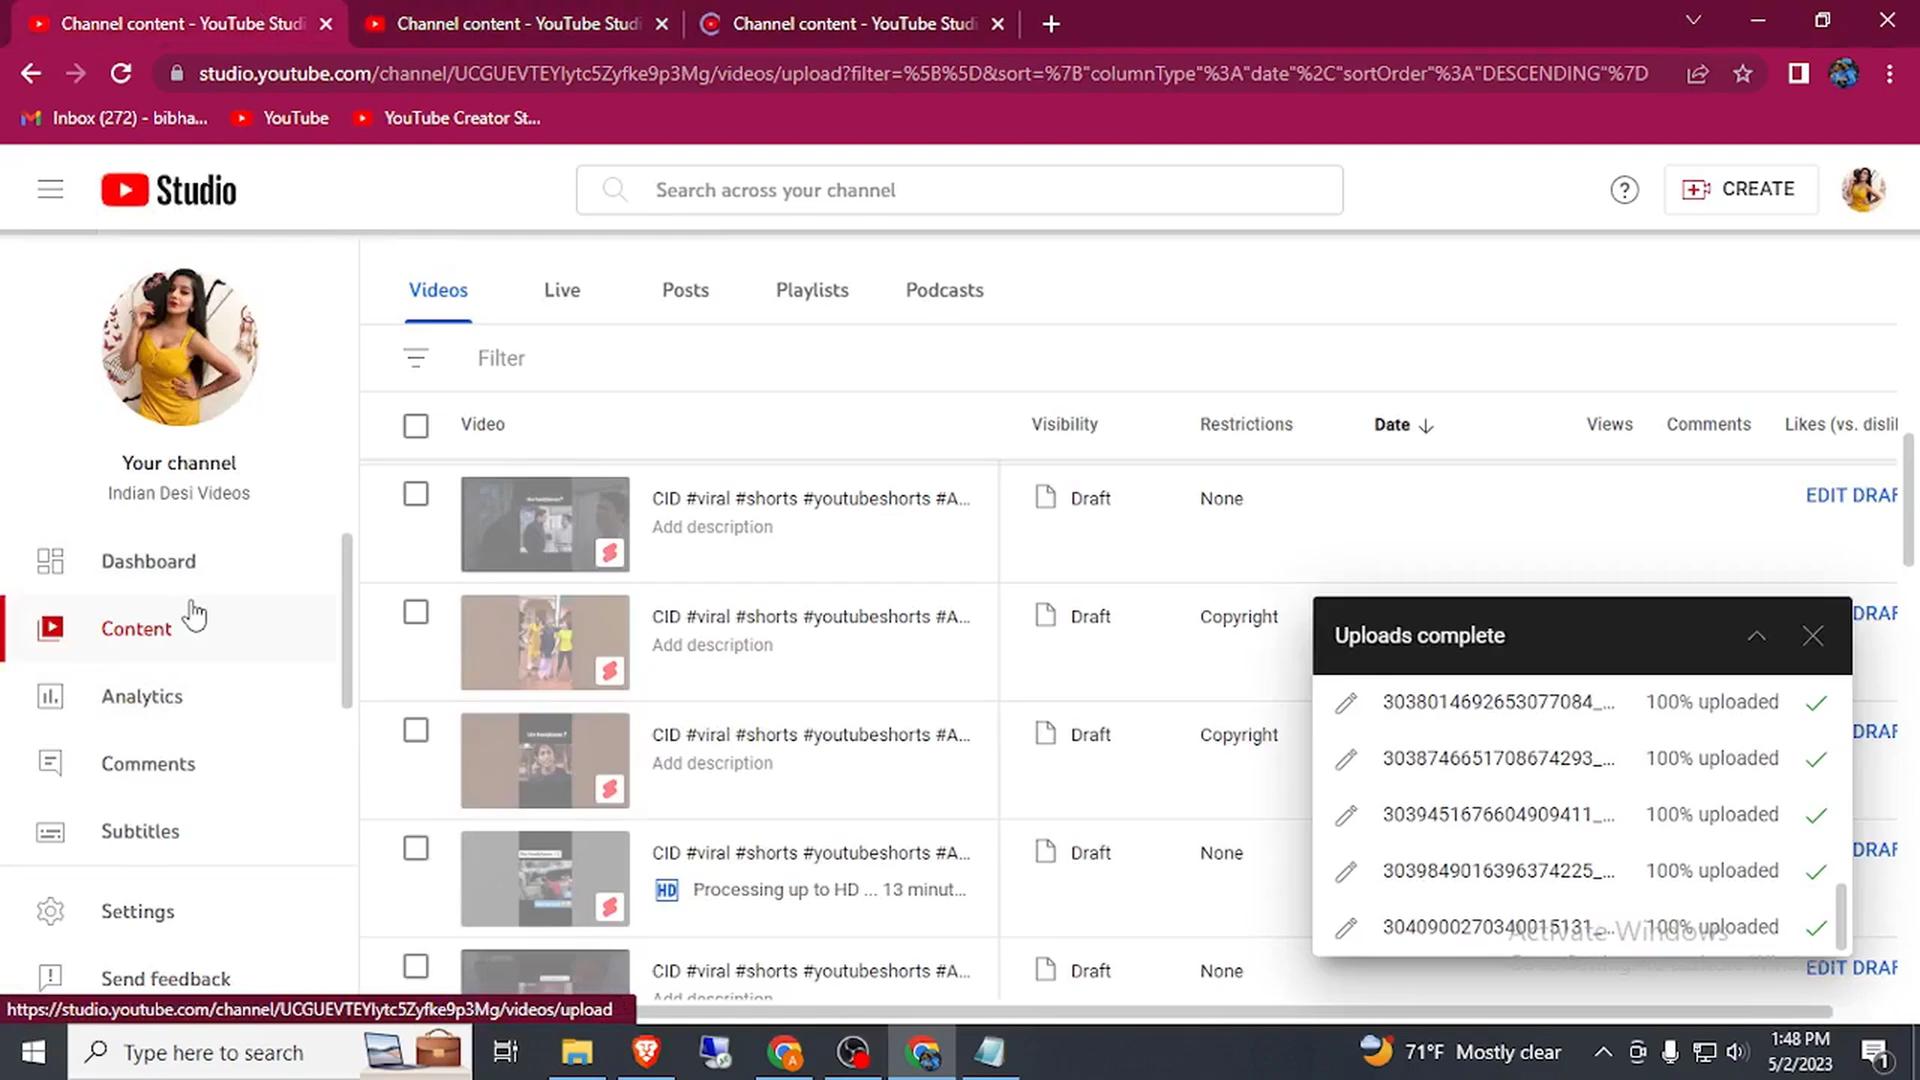 Channel content - YouTube Studi
Channel content - YouTube Studi
Channel content - YouTube Studi
studio.youtube.com/channel/UCGUEVTEYIytc5Zyfke9p3Mg/videos/upload?filter=%5B%5D&sort=%7B"columnType"%3A"date"%2C"sortOrder"%3A"DESCENDING"%7D
Inbox (272) - bibha...
YouTube
YouTube Creator St...
Studio
Search across your channel
CREATE
Your channel
Indian Desi Videos
Dashboard
Content
Analytics
Comments
Subtitles
Settings
Send feedback
Videos
Live
Posts
Playlists
Podcasts
Filter
Video
Visibility
Restrictions
Date
Views
Comments
Likes (vs. disli
CID #viral #shorts #youtubeshorts #A...
Add description
Draft
None
EDIT DRAF
CID #viral #shorts #youtubeshorts #A...
Add description
Draft
Copyright
DRAF
CID #viral #shorts #youtubeshorts #A...
Add description
Draft
Copyright
DRAF
CID #viral #shorts #youtubeshorts #A...
HD Processing up to HD ... 13 minut...
Draft
None
DRAF
CID #viral #shorts #youtubeshorts #A...
Add description
Draft
None
EDIT DRAF
Uploads complete
3038014692653077084_... 100% uploaded
3038746651708674293_... 100% uploaded
3039451676604909411_... 100% uploaded
3039849016396374225_... 100% uploaded
3040900270340015131_... 100% uploaded
Activate Windows
https://studio.youtube.com/channel/UCGUEVTEYIytc5Zyfke9p3Mg/videos/upload
Type here to search
71°F Mostly clear
1:48 PM
5/2/2023
1